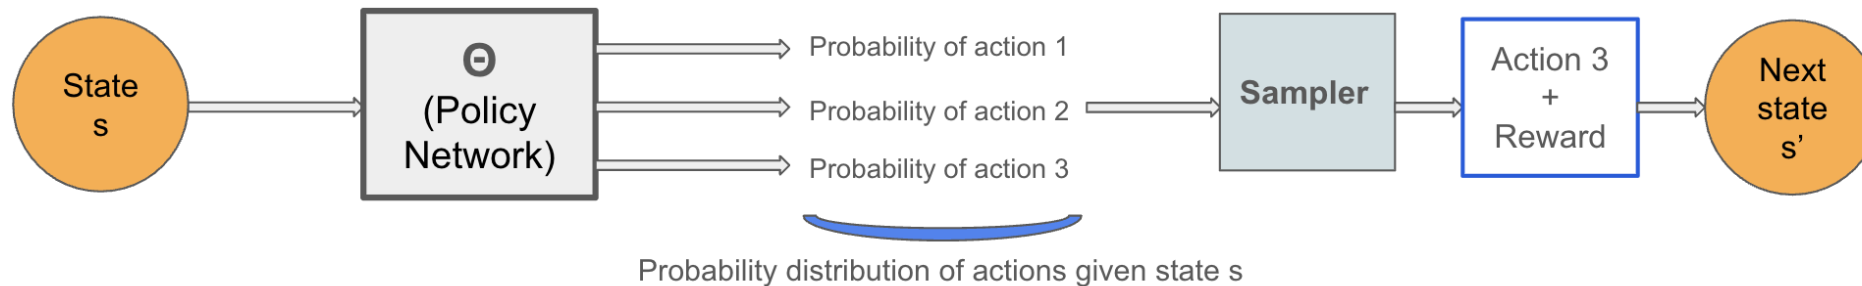 State
s
Θ
(Policy
Network)
Probability of action 1
Probability of action 2
Probability of action 3
Probability distribution of actions given state s
Sampler
Action 3
+
Reward
Next
state
s’